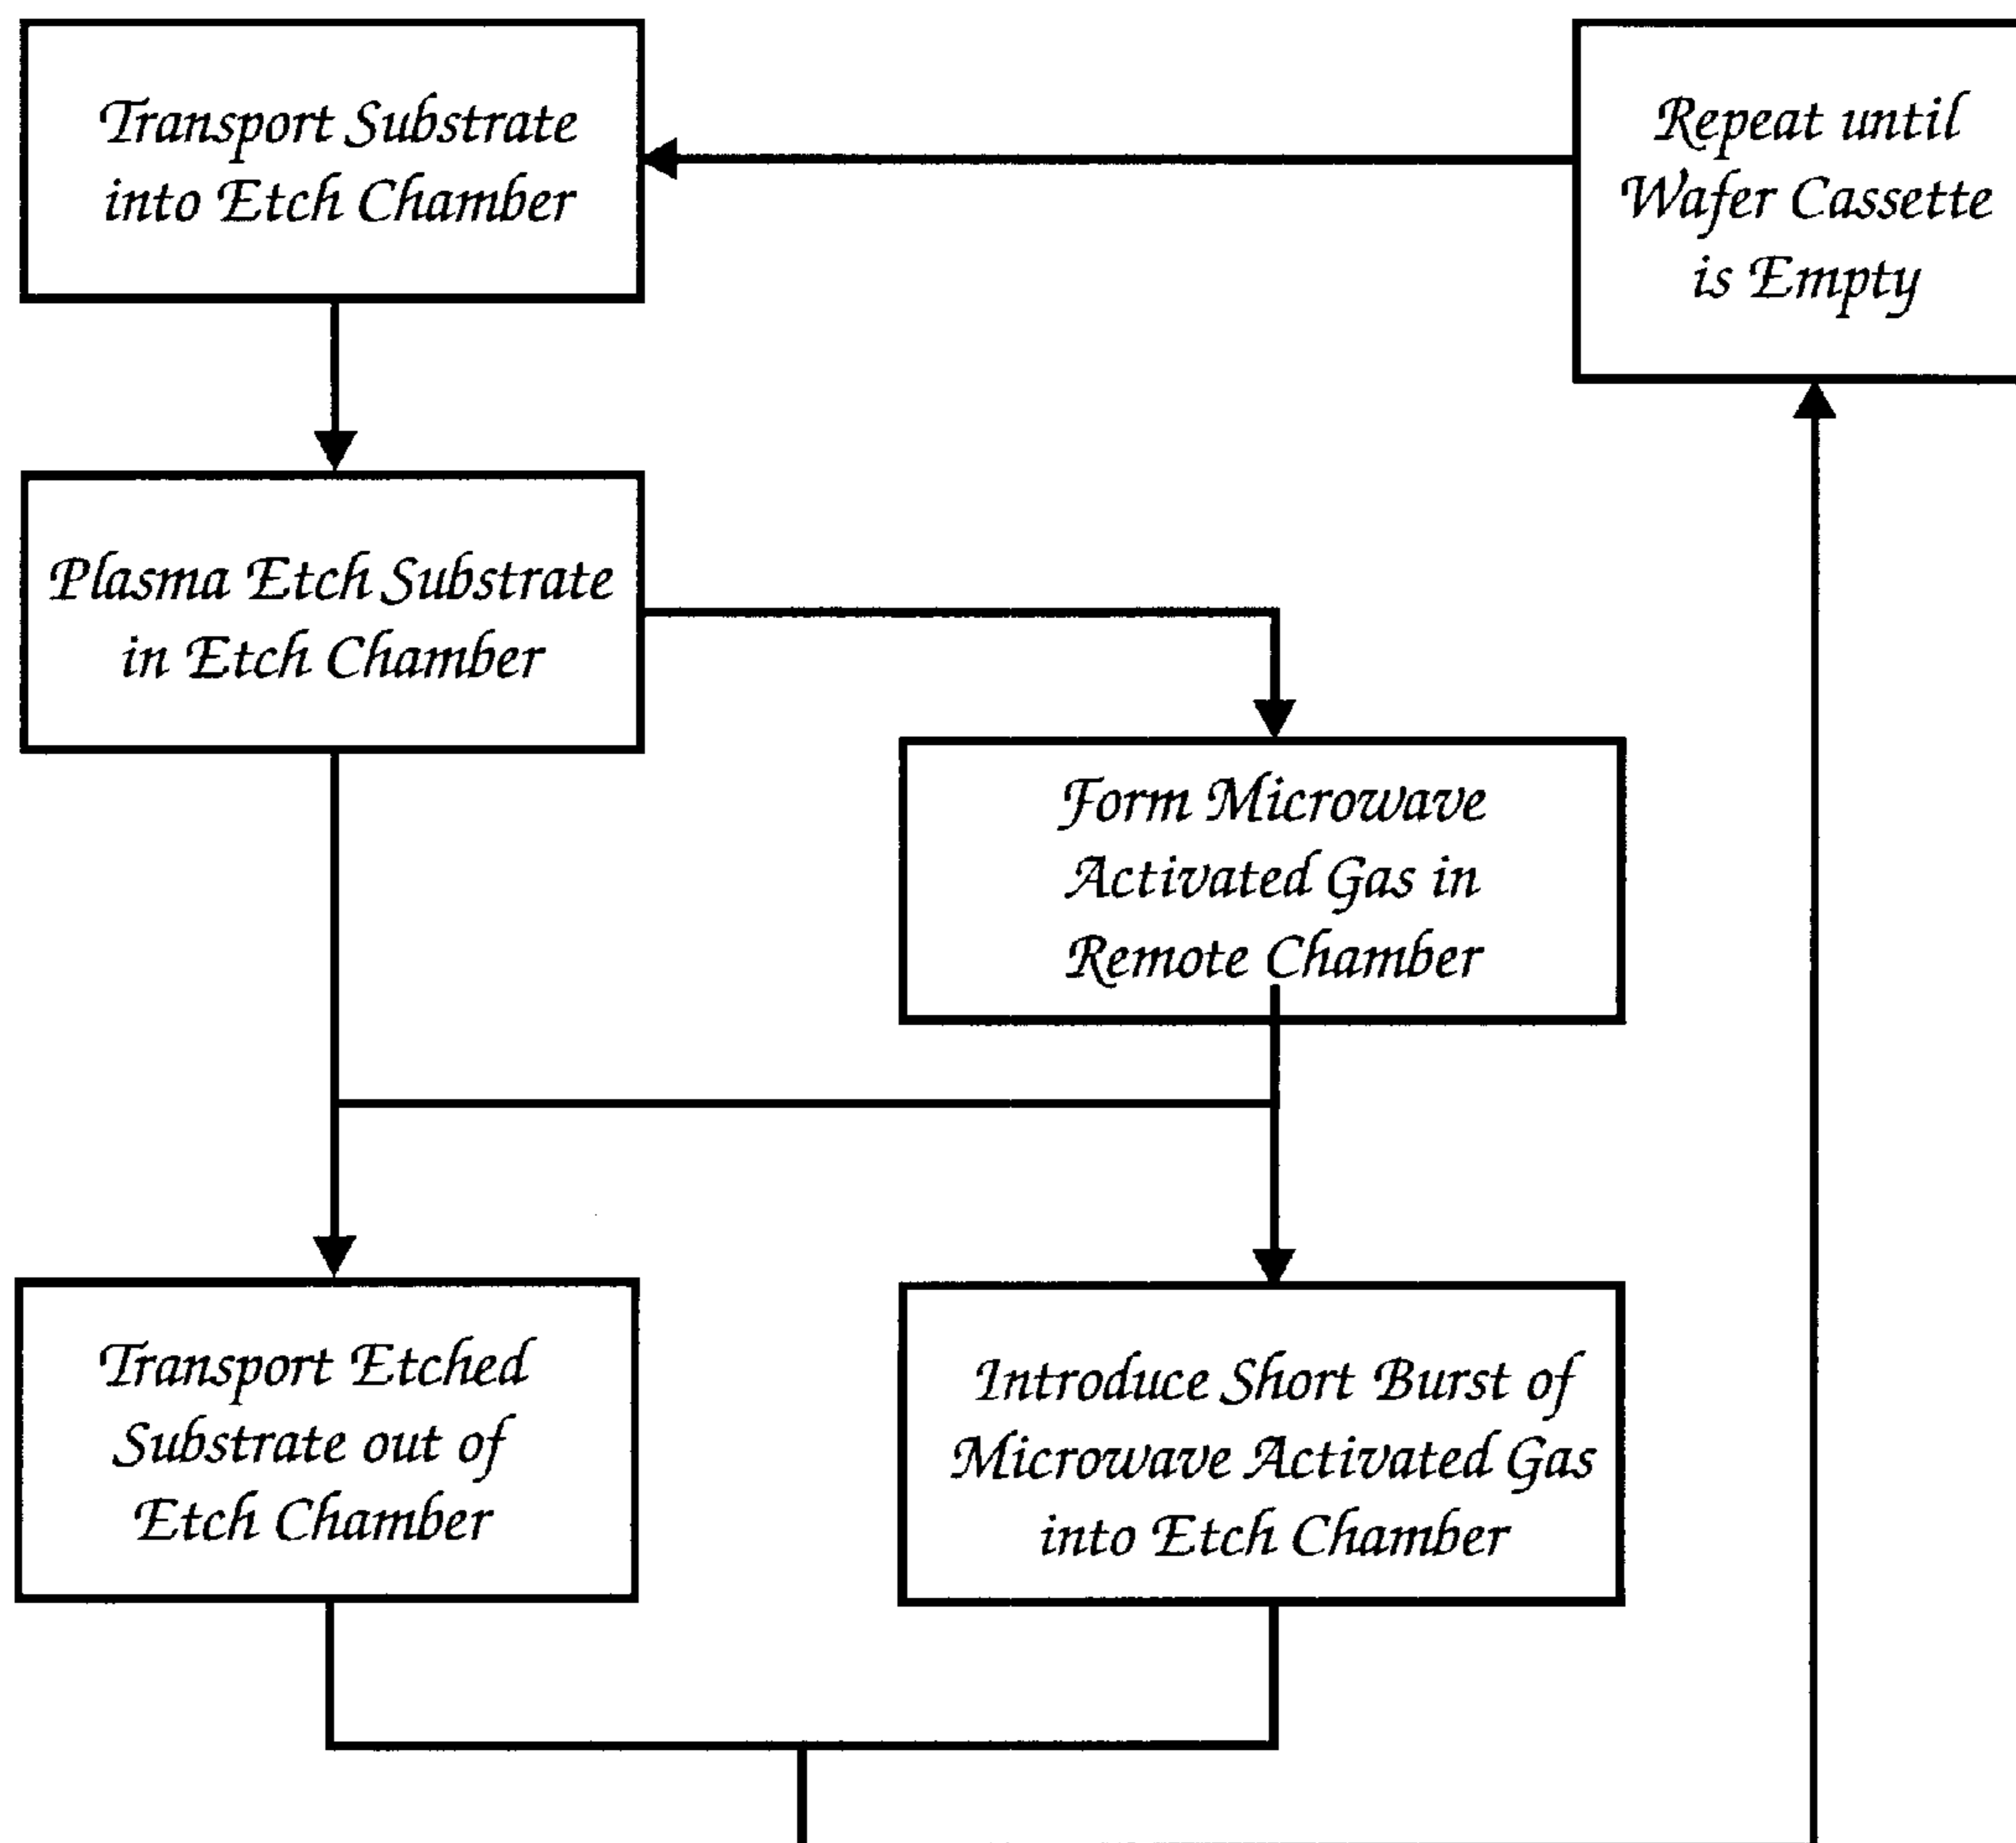 Transport Substrate
into Etch Chamber
Repeat until
Wafer Cassette
is Empty
Plasma Etch Substrate
in Etch Chamber
Form Microwave
Activated Gas in
Remote Chamber
Transport Etched
Substrate out of
Etch Chamber
Introduce Short Burst of
Microwave Activated Gas
into Etch Chamber